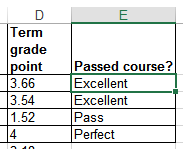 D E
Term
grade
point Passed course?
3.66 Excellent
3.54 Excellent
1.52 Pass
4 Perfect